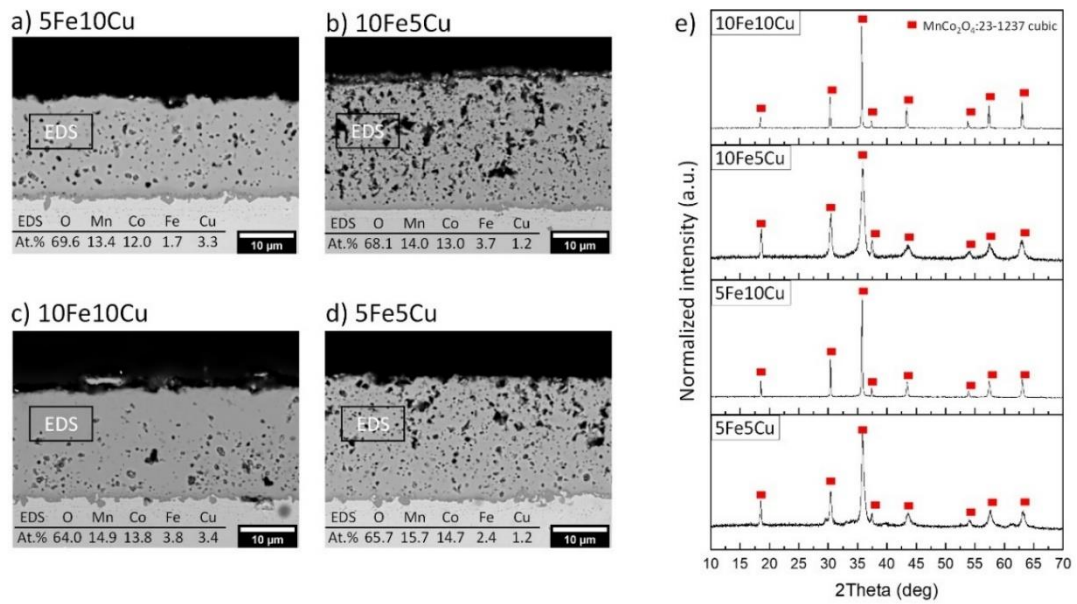 a) 5Fe10Cu
EDS
EDS O Mn Co Fe Cu
At.% 69.6 13.4 12.0 1.7 3.3
10 µm
b) 10Fe5Cu
EDS
EDS O Mn Co Fe Cu
At.% 68.1 14.0 13.0 3.7 1.2
10 µm
c) 10Fe10Cu
EDS
EDS O Mn Co Fe Cu
At.% 64.0 14.9 13.8 3.8 3.4
10 µm
d) 5Fe5Cu
EDS
EDS O Mn Co Fe Cu
At.% 65.7 15.7 14.7 2.4 1.2
10 µm
e)
10Fe10Cu
MnCo₂O₄:23-1237 cubic
10Fe5Cu
5Fe10Cu
5Fe5Cu
Normalized intensity (a.u.)
10 15 20 25 30 35 40 45 50 55 60 65 70
2Theta (deg)